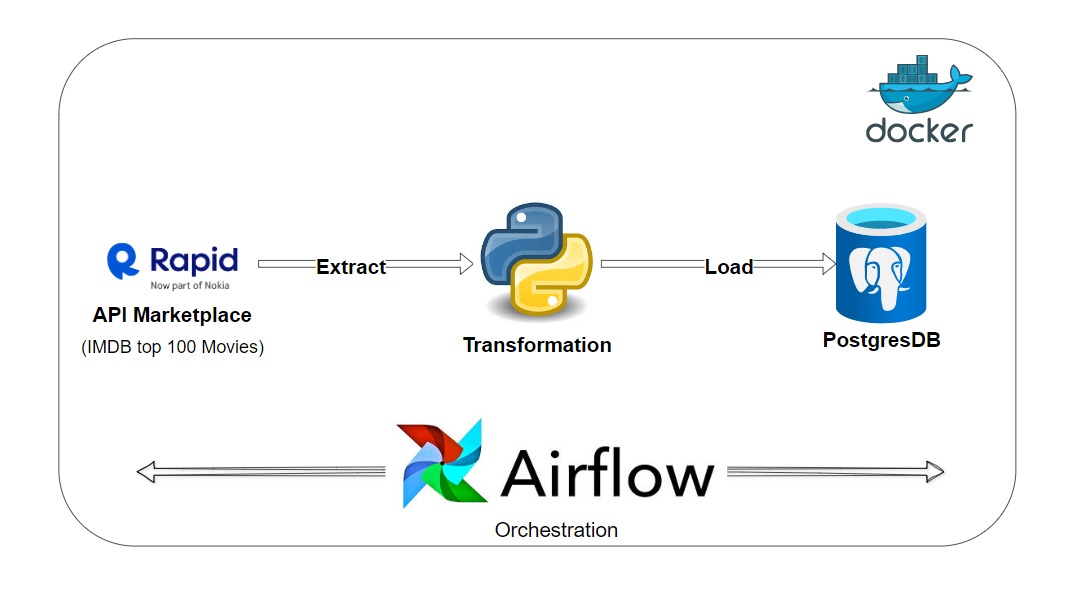 docker
Rapid
Now part of Nokia
API Marketplace
(IMDB top 100 Movies)
Extract
Transformation
Load
PostgresDB
Airflow
Orchestration